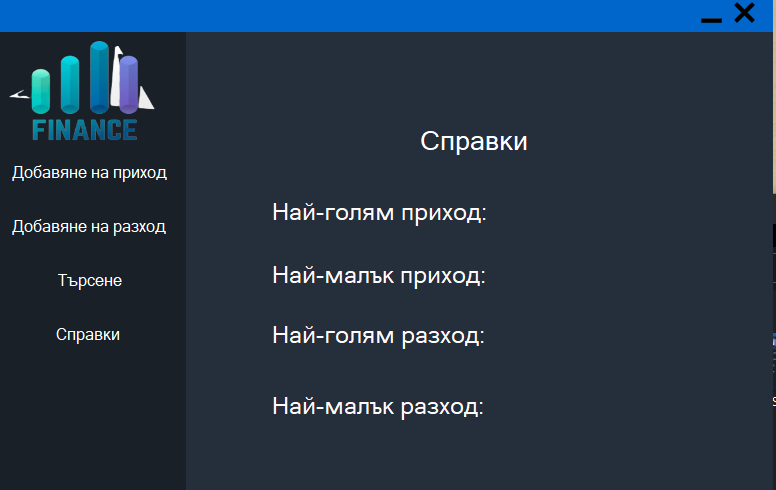 FINANCE
Добавяне на приход
Добавяне на разход
Търсене
Справки
Справки
Най-голям приход:
Най-малък приход:
Най-голям разход:
Най-малък разход: